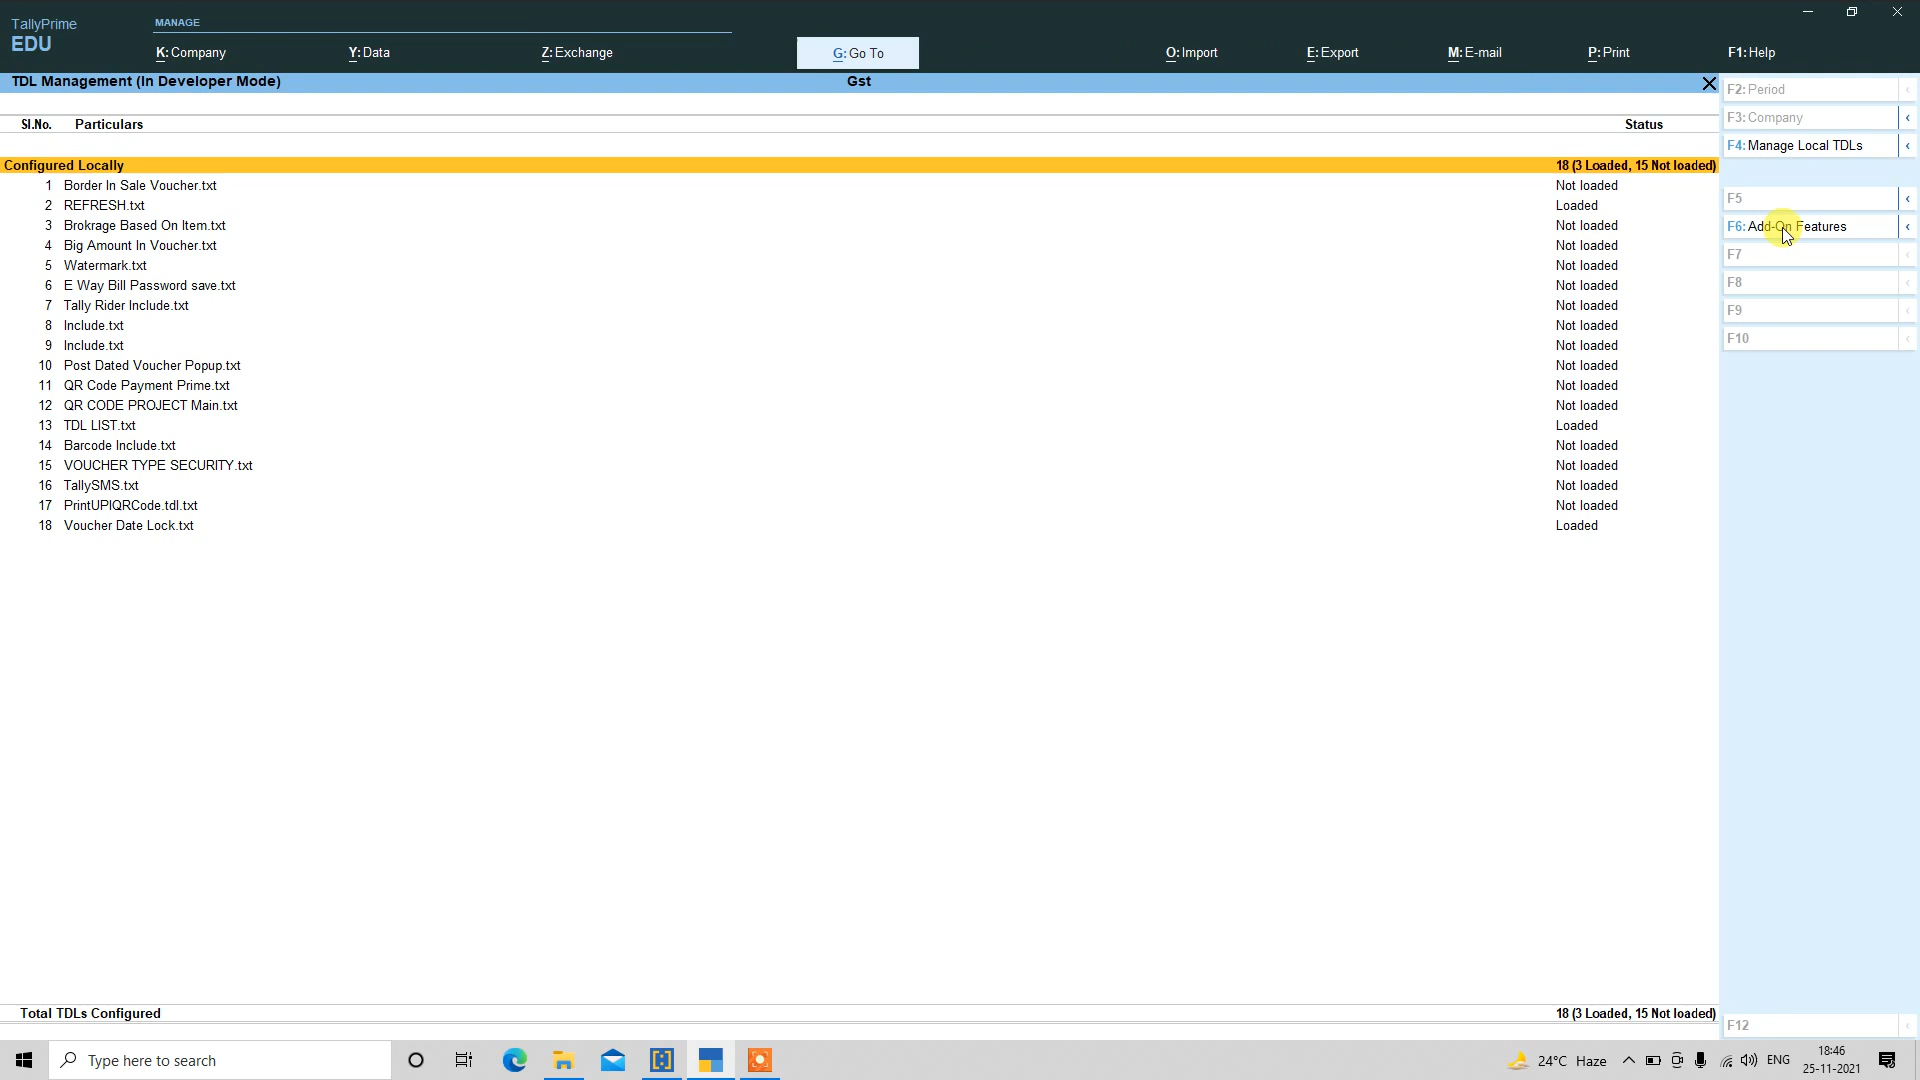 TallyPrime
EDU
MANAGE
K: Company
Y: Data
Z: Exchange
G: Go To
O: Import
E: Export
M: E-mail
P: Print
F1: Help
TDL Management (In Developer Mode)
Gst
F2: Period
F3: Company
F4: Manage Local TDLs
F5
F6: Add-On Features
F7
F8
F9
F10
F12
Sl.No. Particulars Status
Configured Locally 18 (3 Loaded, 15 Not loaded)
1 Border In Sale Voucher.txt Not loaded
2 REFRESH.txt Loaded
3 Brokrage Based On Item.txt Not loaded
4 Big Amount In Voucher.txt Not loaded
5 Watermark.txt Not loaded
6 E Way Bill Password save.txt Not loaded
7 Tally Rider Include.txt Not loaded
8 Include.txt Not loaded
9 Include.txt Not loaded
10 Post Dated Voucher Popup.txt Not loaded
11 QR Code Payment Prime.txt Not loaded
12 QR CODE PROJECT Main.txt Not loaded
13 TDL LIST.txt Loaded
14 Barcode Include.txt Not loaded
15 VOUCHER TYPE SECURITY.txt Not loaded
16 TallySMS.txt Not loaded
17 PrintUPIQRCode.tdl.txt Not loaded
18 Voucher Date Lock.txt Loaded
Total TDLs Configured 18 (3 Loaded, 15 Not loaded)
Type here to search
24°C Haze
ENG
18:46
25-11-2021